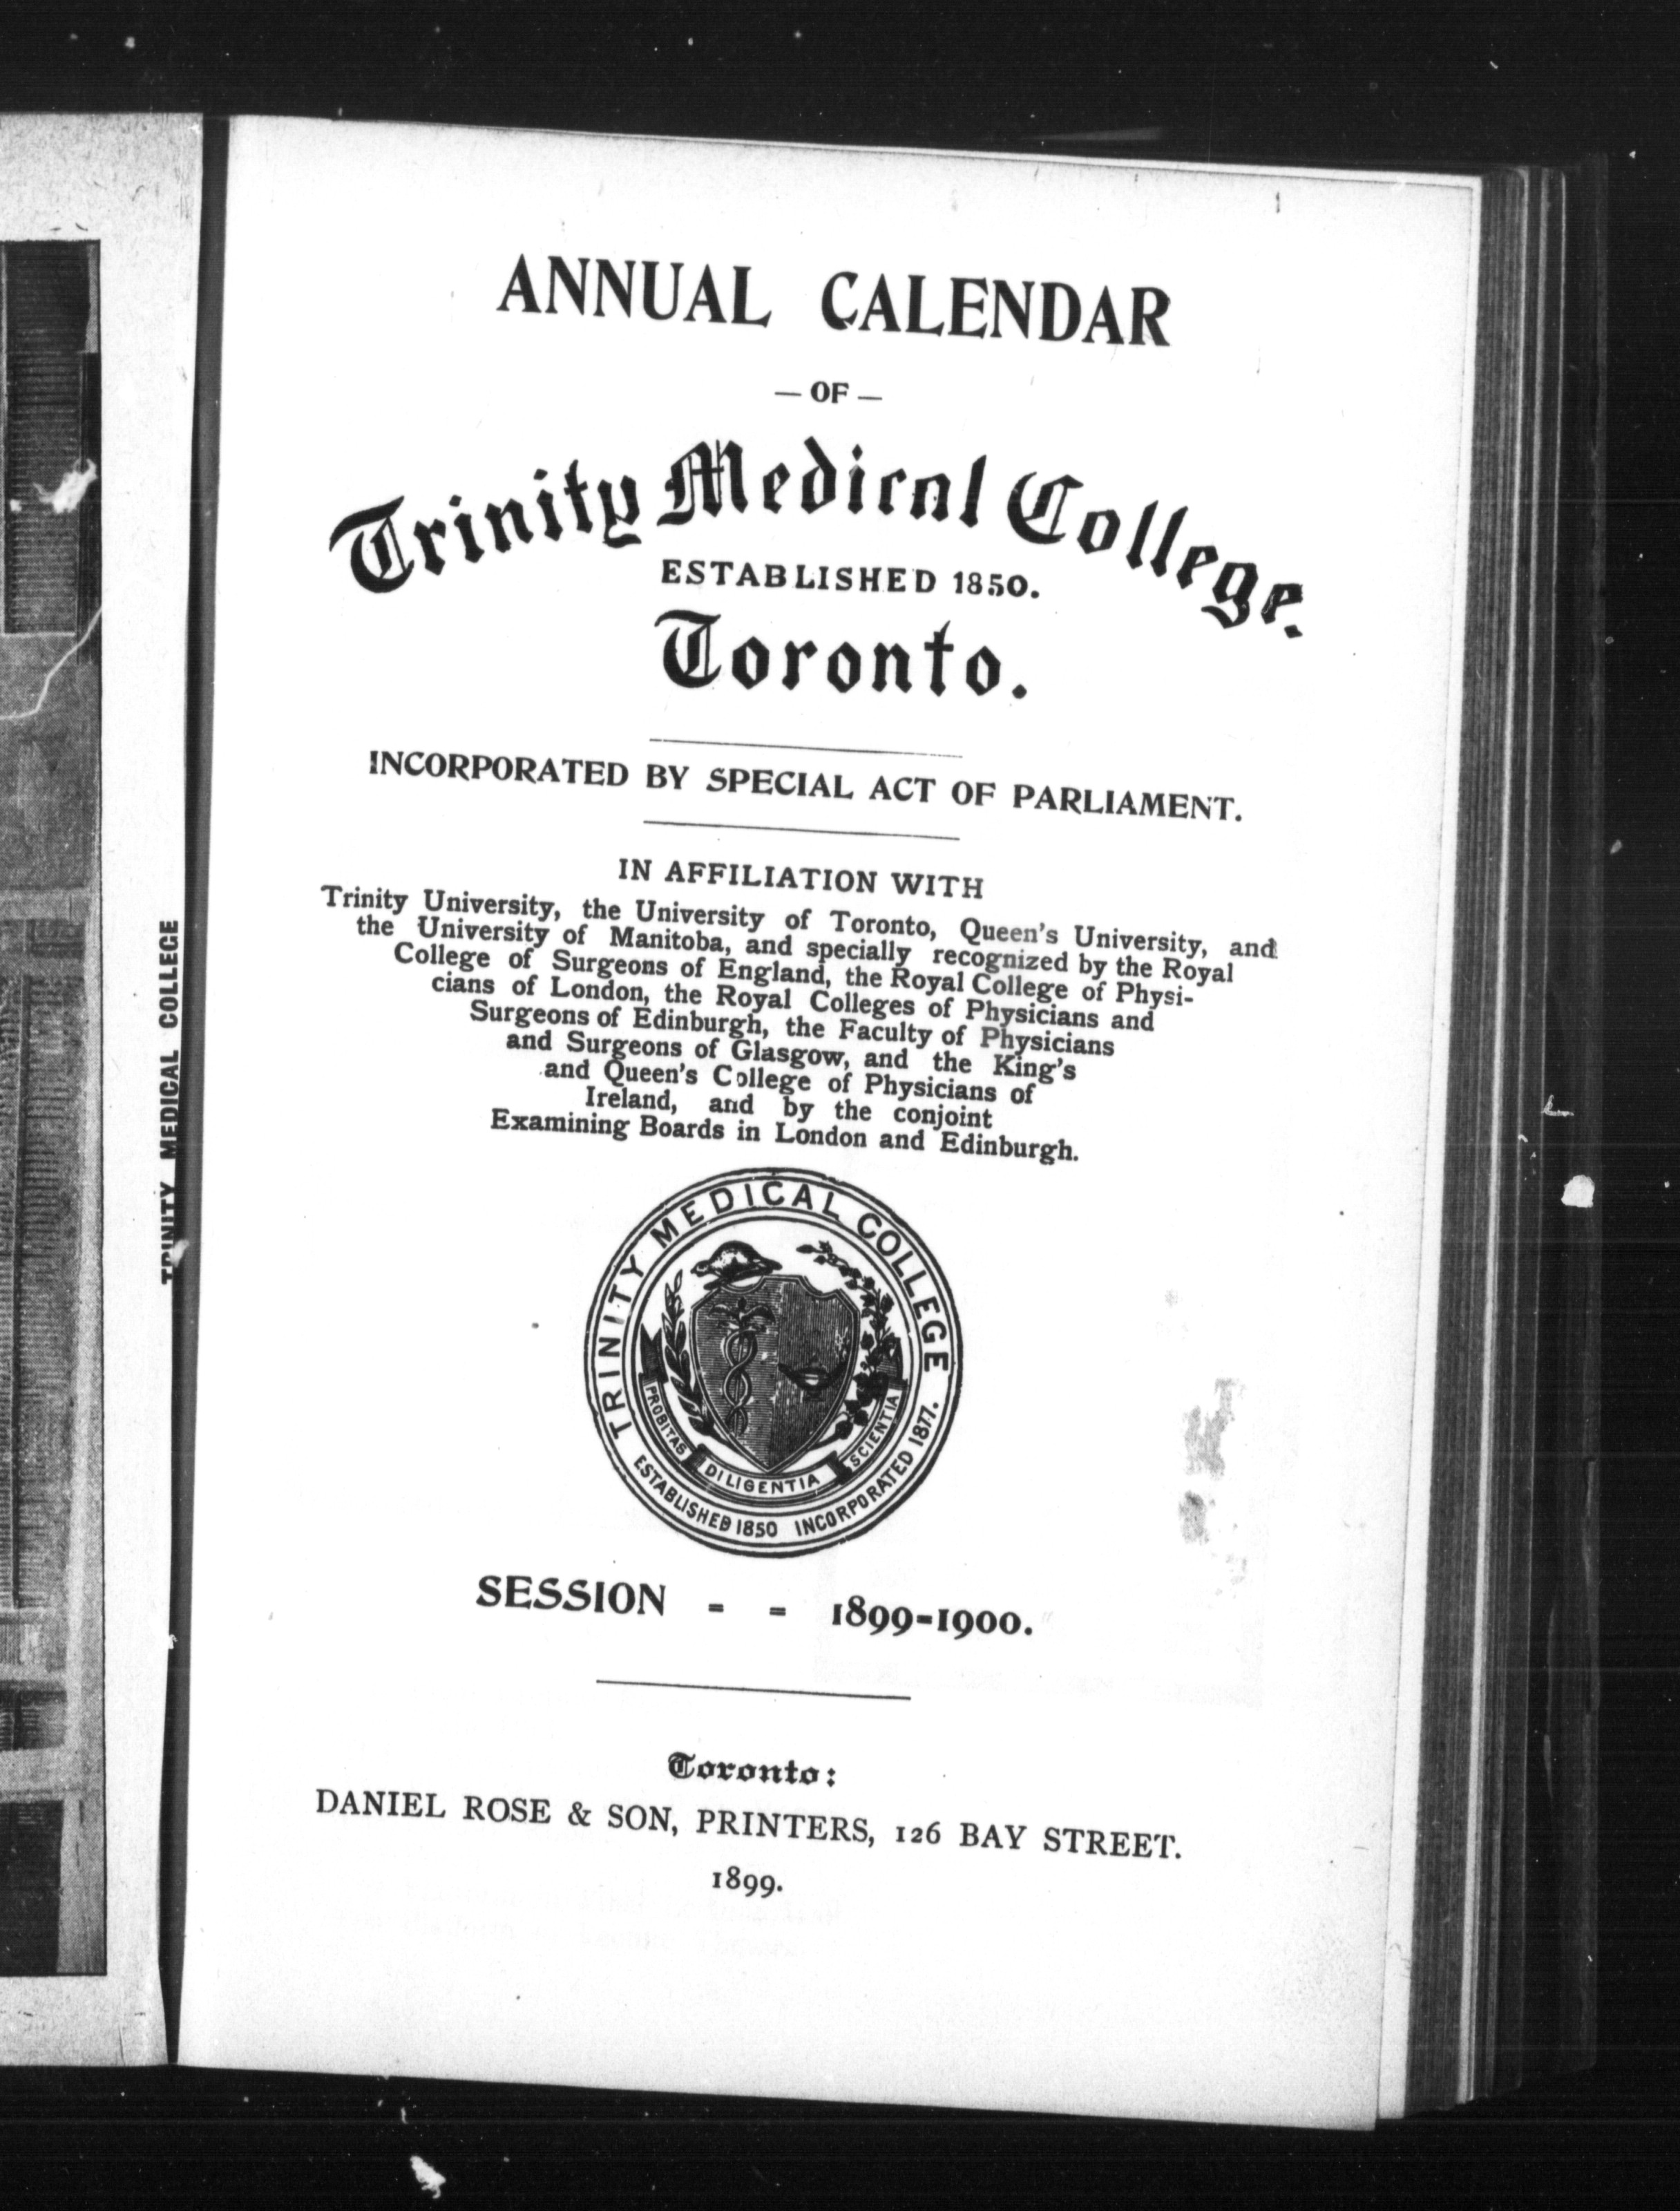 TRINITY MEDICAL COLLEGE
ANNUAL CALENDAR
— OF —
Trinity Medical College.
ESTABLISHED 1850.
Toronto.
INCORPORATED BY SPECIAL ACT OF PARLIAMENT.
IN AFFILIATION WITH
Trinity University, the University of Toronto, Queen's University, and
the University of Manitoba, and specially recognized by the Royal
College of Surgeons of England, the Royal College of Physi-
cians of London, the Royal Colleges of Physicians and
Surgeons of Edinburgh, the Faculty of Physicians
and Surgeons of Glasgow, and the King's
and Queen's College of Physicians of
Ireland, and by the conjoint
Examining Boards in London and Edinburgh.
TRINITY MEDICAL COLLEGE
PROBITAS DILIGENTIA SCIENTIA
ESTABLISHED 1850 INCORPORATED 1877.
SESSION - - 1899-1900.
Toronto:
DANIEL ROSE & SON, PRINTERS, 126 BAY STREET.
1899.